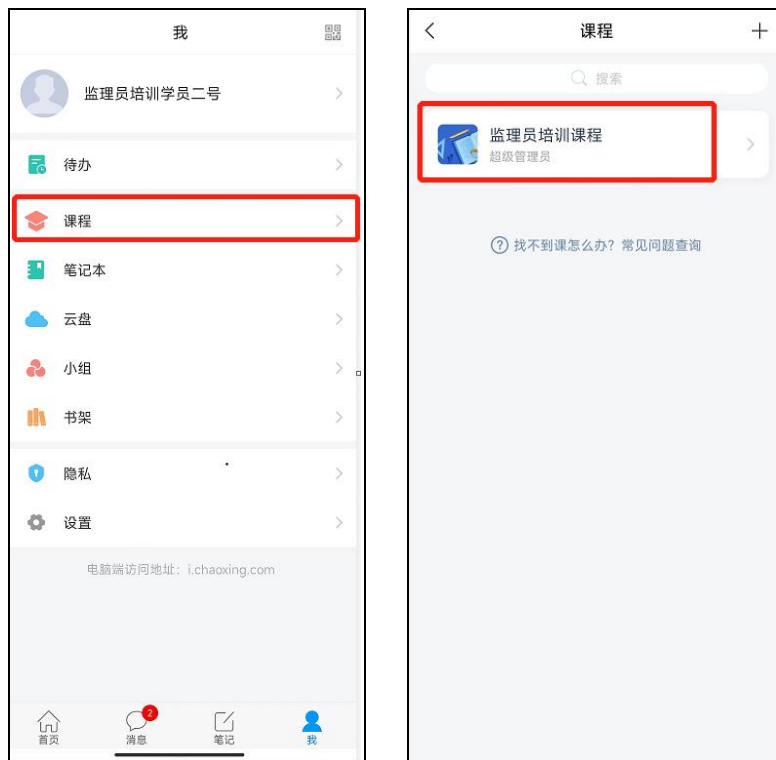 我
监理员培训学员二号
待办
课程
笔记本
云盘
小组
书架
隐私
设置
电脑端访问地址：i.chaoxing.com
首页
2
消息
笔记
我
课程
搜索
监理员培训课程
超级管理员
找不到课怎么办？常见问题查询